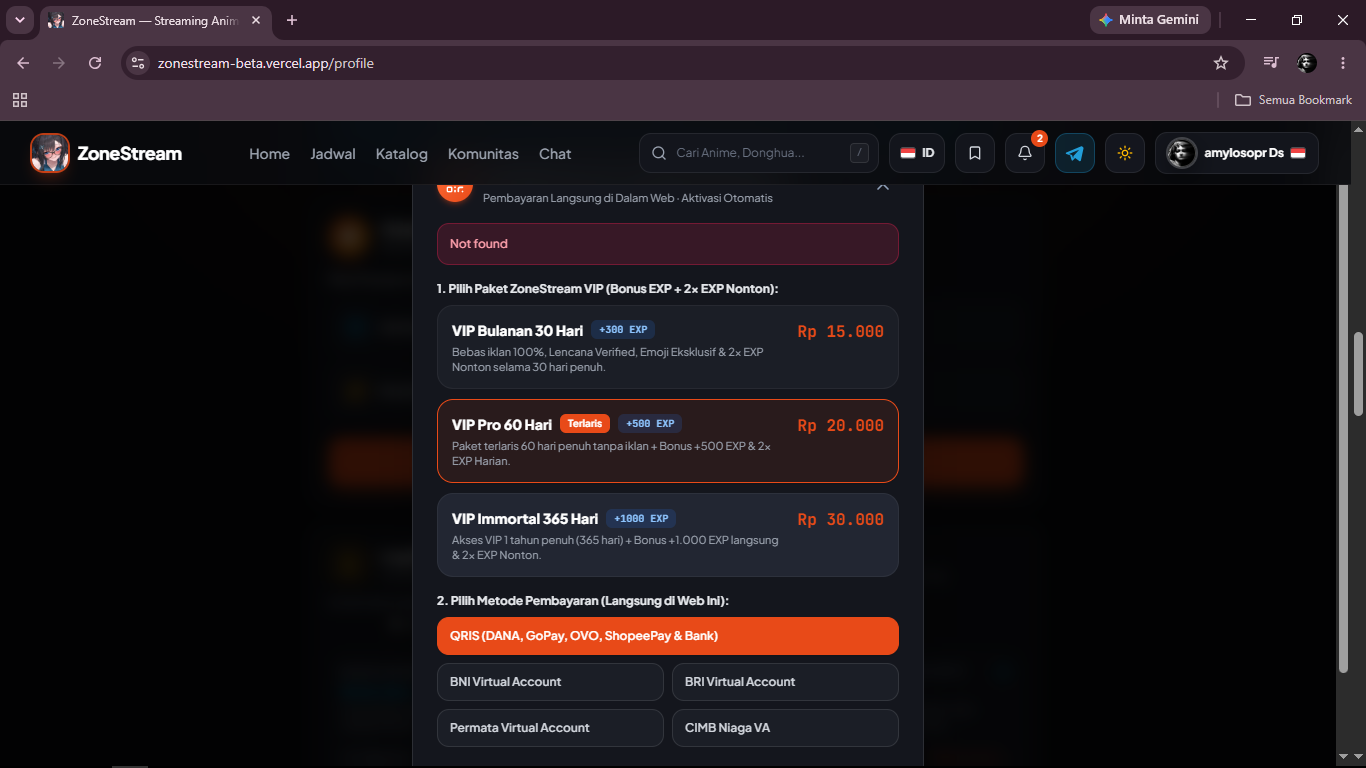 ZoneStream — Streaming Anim
Minta Gemini
zonestream-beta.vercel.app/profile
Semua Bookmark
ZoneStream
Home
Jadwal
Katalog
Komunitas
Chat
Cari Anime, Donghua...
/
ID
2
amylosopr Ds
Pembayaran Langsung di Dalam Web · Aktivasi Otomatis
Not found
1. Pilih Paket ZoneStream VIP (Bonus EXP + 2x EXP Nonton):
VIP Bulanan 30 Hari +300 EXP Rp 15.000
Bebas iklan 100%, Lencana Verified, Emoji Eksklusif & 2x EXP
Nonton selama 30 hari penuh.
VIP Pro 60 Hari Terlaris +500 EXP Rp 20.000
Paket terlaris 60 hari penuh tanpa iklan + Bonus +500 EXP & 2x
EXP Harian.
VIP Immortal 365 Hari +1000 EXP Rp 30.000
Akses VIP 1 tahun penuh (365 hari) + Bonus +1.000 EXP langsung
& 2x EXP Nonton.
2. Pilih Metode Pembayaran (Langsung di Web Ini):
QRIS (DANA, GoPay, OVO, ShopeePay & Bank)
BNI Virtual Account
BRI Virtual Account
Permata Virtual Account
CIMB Niaga VA